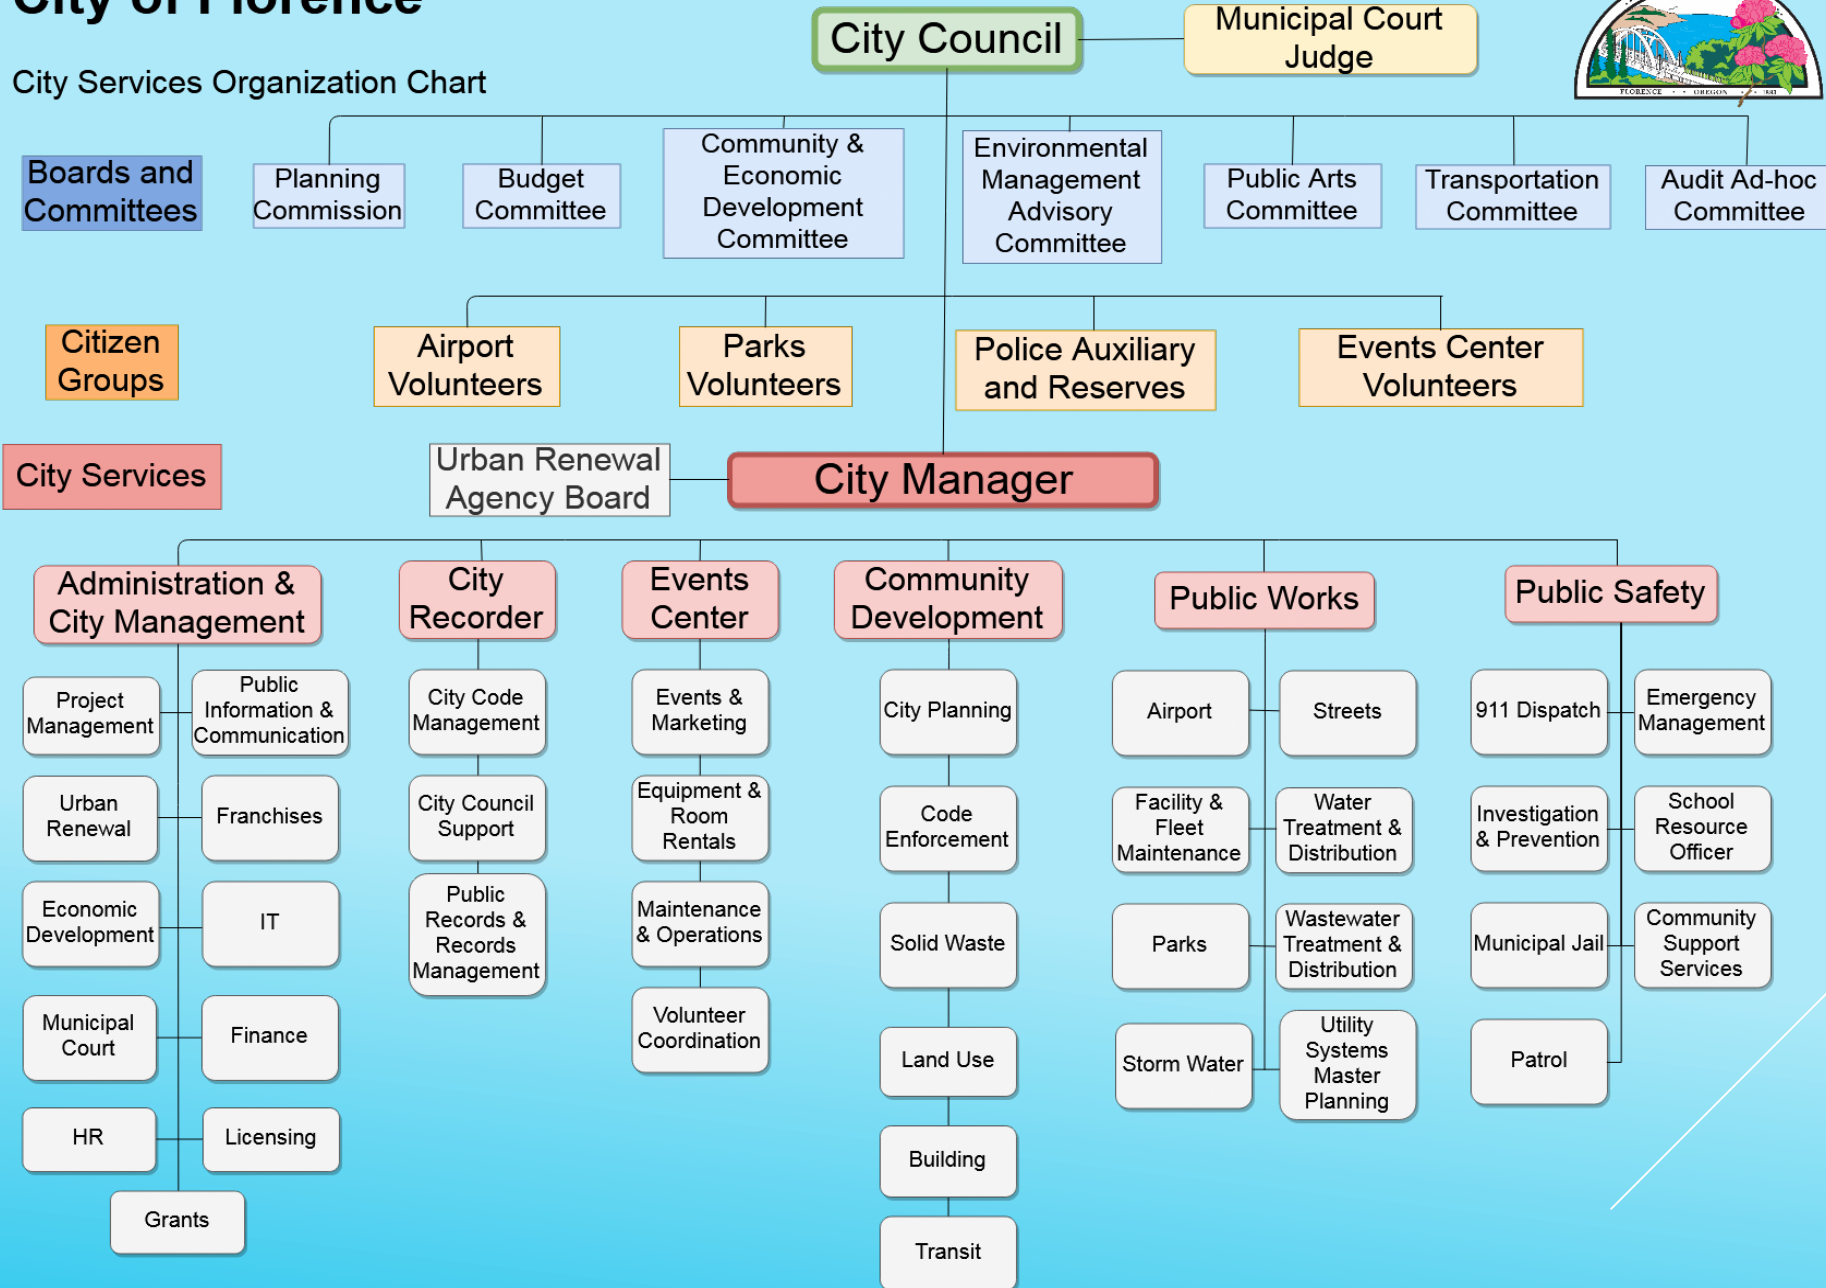 City of Florence
City Services Organization Chart
City Council
Municipal Court
Judge
FLORENCE OREGON 1893
Boards and
Committees
Planning
Commission
Budget
Committee
Community &
Economic
Development
Committee
Environmental
Management
Advisory
Committee
Public Arts
Committee
Transportation
Committee
Audit Ad-hoc
Committee
Citizen
Groups
Airport
Volunteers
Parks
Volunteers
Police Auxiliary
and Reserves
Events Center
Volunteers
City Services
Urban Renewal
Agency Board
City Manager
Administration &
City Management
City
Recorder
Events
Center
Community
Development
Public Works
Public Safety
Project
Management
Public
Information &
Communication
Urban
Renewal
Franchises
Economic
Development
IT
Municipal
Court
Finance
HR
Licensing
Grants
City Code
Management
City Council
Support
Public
Records &
Records
Management
Events &
Marketing
Equipment &
Room
Rentals
Maintenance
& Operations
Volunteer
Coordination
City Planning
Code
Enforcement
Solid Waste
Land Use
Building
Transit
Airport
Streets
Facility &
Fleet
Maintenance
Water
Treatment &
Distribution
Parks
Wastewater
Treatment &
Distribution
Storm Water
Utility
Systems
Master
Planning
911 Dispatch
Emergency
Management
Investigation
& Prevention
School
Resource
Officer
Municipal Jail
Community
Support
Services
Patrol